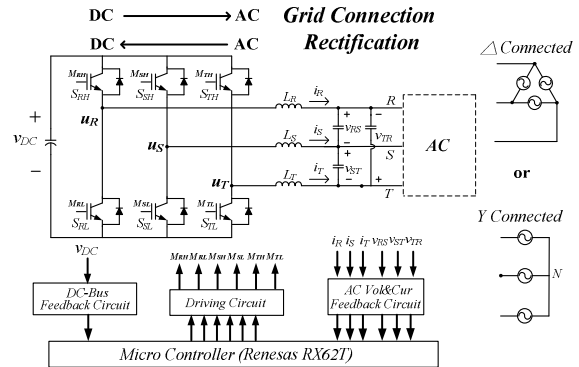 DC AC Grid Connection
DC AC Rectification
△ Connected
M_RH M_SH M_TH
S_RH S_SH S_TH
L_R i_R R
u_R
+ + −
v_DC u_S L_S i_S v_RS v_TR AC
− S
+
u_T L_T i_T v_ST
− + or
T
M_RL M_SL M_TL
S_RL S_SL S_TL
Y Connected
v_DC M_RH M_RL M_SH M_SL M_TH M_TL i_R i_S i_T v_RS v_ST v_TR
N
DC-Bus
Feedback Circuit
Driving Circuit
AC Vol&Cur
Feedback Circuit
Micro Controller (Renesas RX62T)